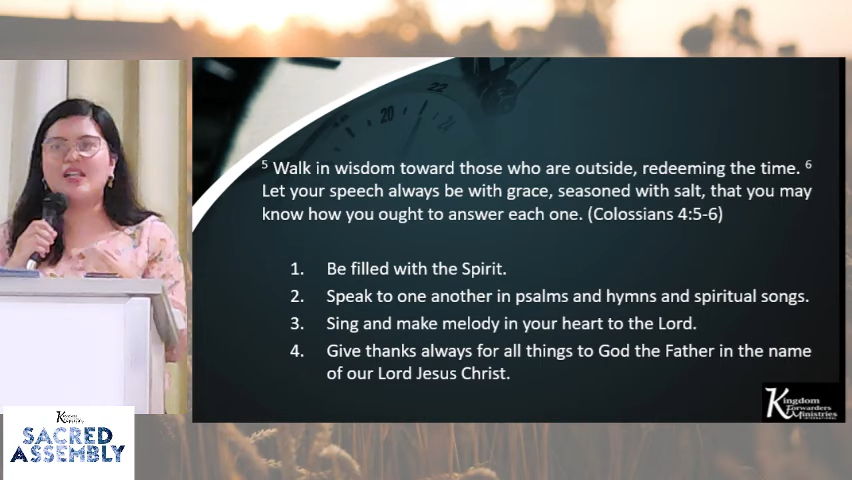 22
20
24
⁵ Walk in wisdom toward those who are outside, redeeming the time. ⁶
Let your speech always be with grace, seasoned with salt, that you may
know how you ought to answer each one. (Colossians 4:5-6)
1. Be filled with the Spirit.
2. Speak to one another in psalms and hymns and spiritual songs.
3. Sing and make melody in your heart to the Lord.
4. Give thanks always for all things to God the Father in the name
of our Lord Jesus Christ.
Kingdom
Forwarders
Ministries
INTERNATIONAL
SACRED
ASSEMBLY